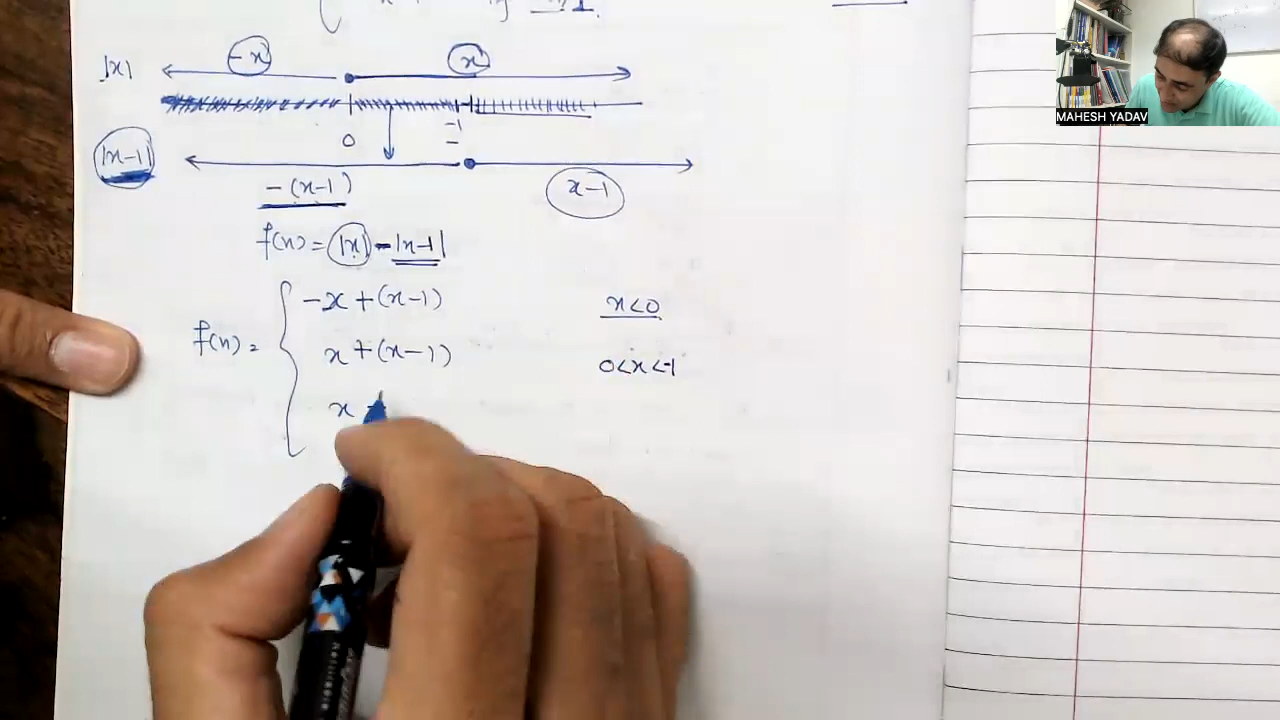 |x| -x x
0 -1
|x-1|
-(x-1) x-1
f(x) = |x| - |x-1|
-x + (x-1) x<0
f(x) = x + (x-1) 0<x<-1
x -
MAHESH YADAV